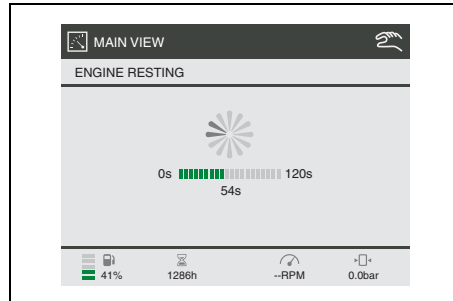 MAIN VIEW
ENGINE RESTING
0s 120s
54s
41% 1286h --RPM 0.0bar